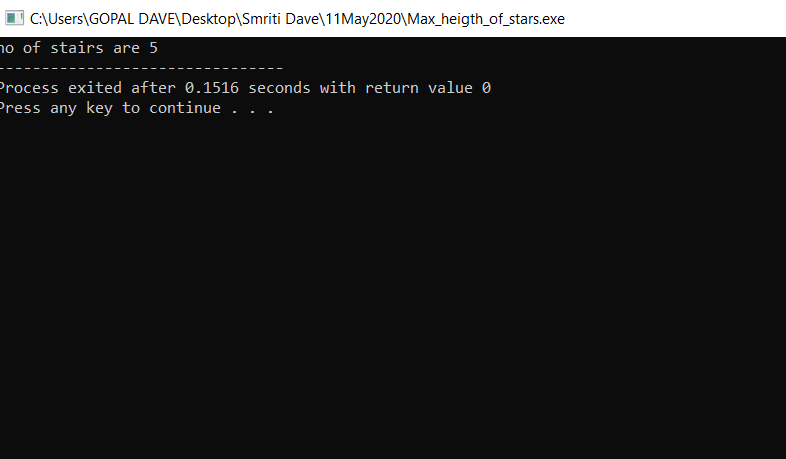 C:\Users\GOPAL DAVE\Desktop\Smriti Dave\11May2020\Max_heigth_of_stars.exe
no of stairs are 5
--------------------------------
Process exited after 0.1516 seconds with return value 0
Press any key to continue . . .